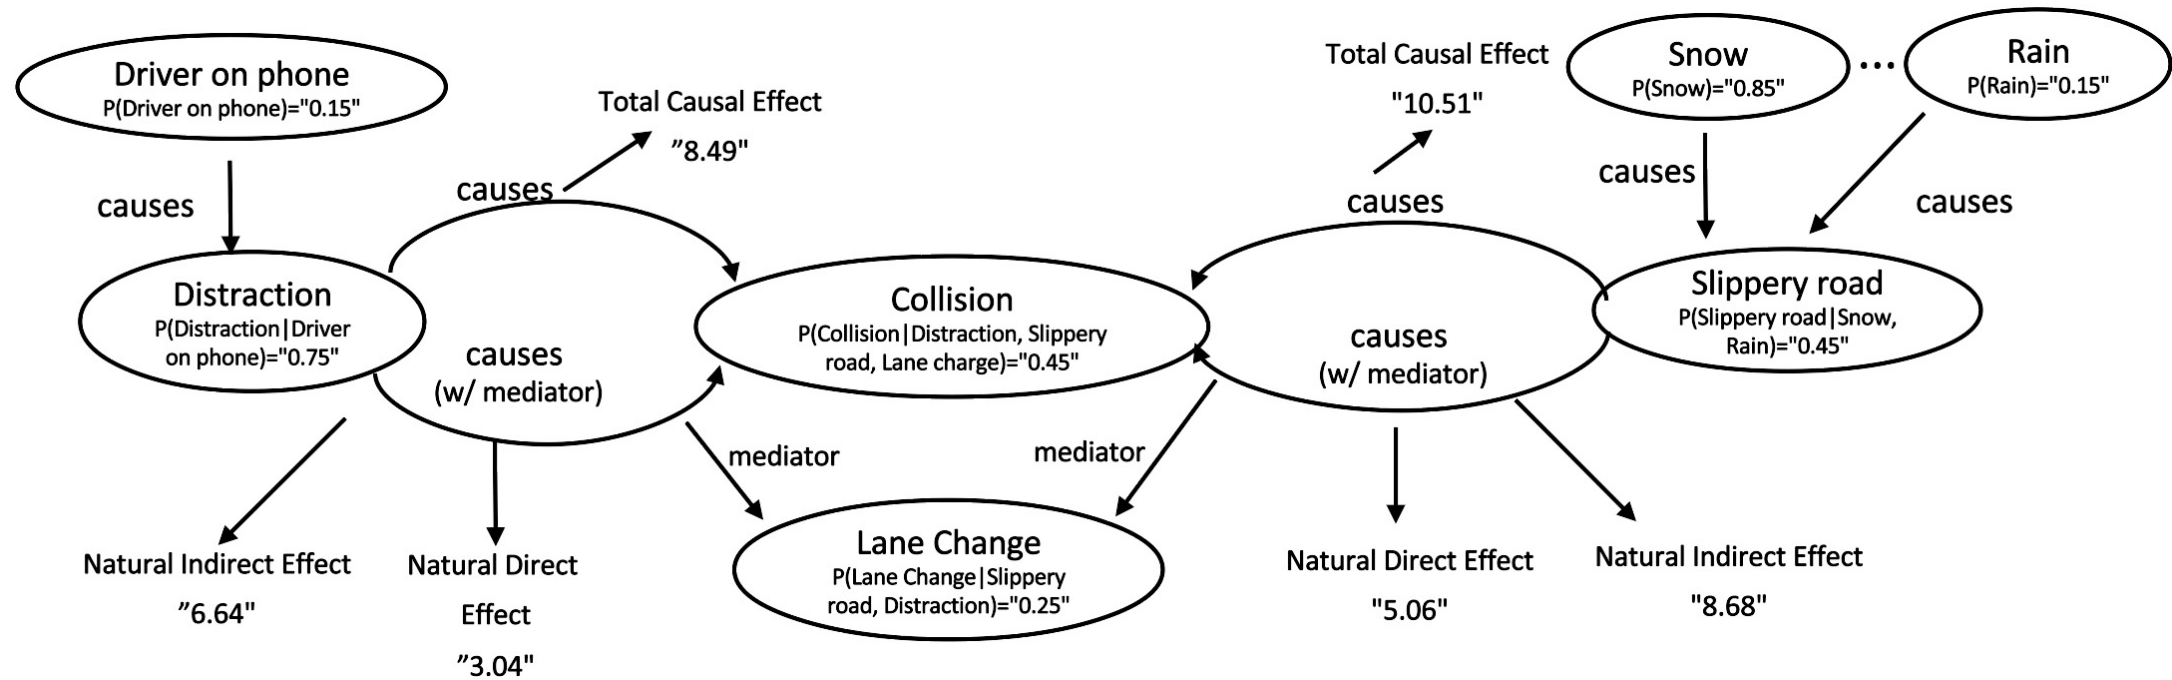 Driver on phone
P(Driver on phone)="0.15"
causes
Distraction
P(Distraction|Driver
on phone)="0.75"
causes
Total Causal Effect
”8.49"
causes
(w/ mediator)
Natural Indirect Effect
”6.64"
Natural Direct
Effect
”3.04"
Collision
P(Collision|Distraction, Slippery
road, Lane charge)="0.45"
mediator
mediator
Lane Change
P(Lane Change|Slippery
road, Distraction)="0.25"
Total Causal Effect
"10.51"
causes
causes
(w/ mediator)
Natural Direct Effect
"5.06"
Natural Indirect Effect
"8.68"
Snow
P(Snow)="0.85"
...
Rain
P(Rain)="0.15"
causes
causes
Slippery road
P(Slippery road|Snow,
Rain)="0.45"